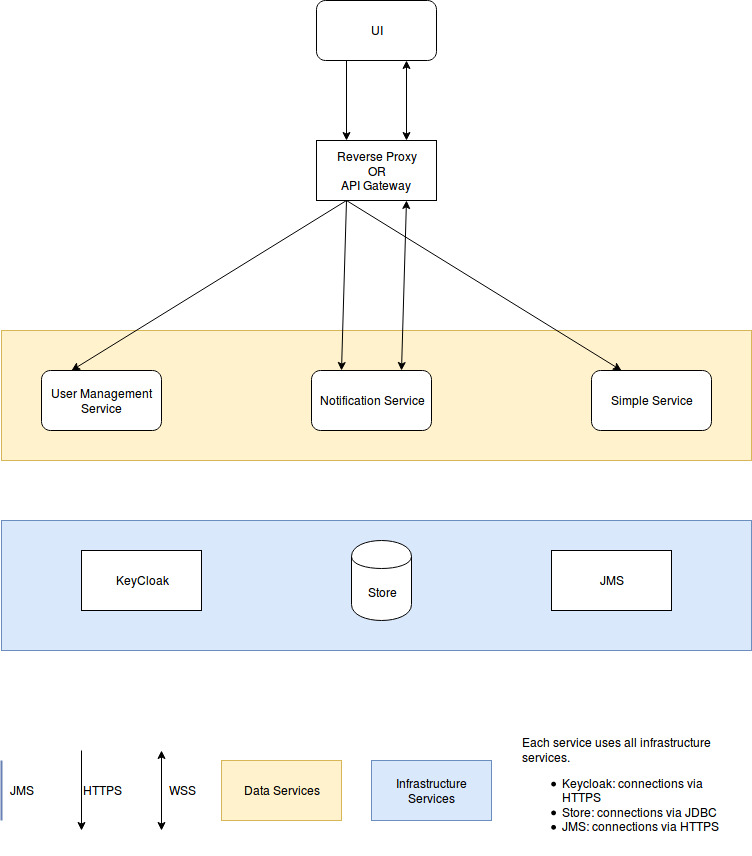 UI
Reverse Proxy
OR
API Gateway
User Management
Service
Notification Service
Simple Service
KeyCloak
Store
JMS
JMS
HTTPS
WSS
Data Services
Infrastructure
Services
Each service uses all infrastructure
services.
• Keycloak: connections via
HTTPS
• Store: connections via JDBC
• JMS: connections via HTTPS